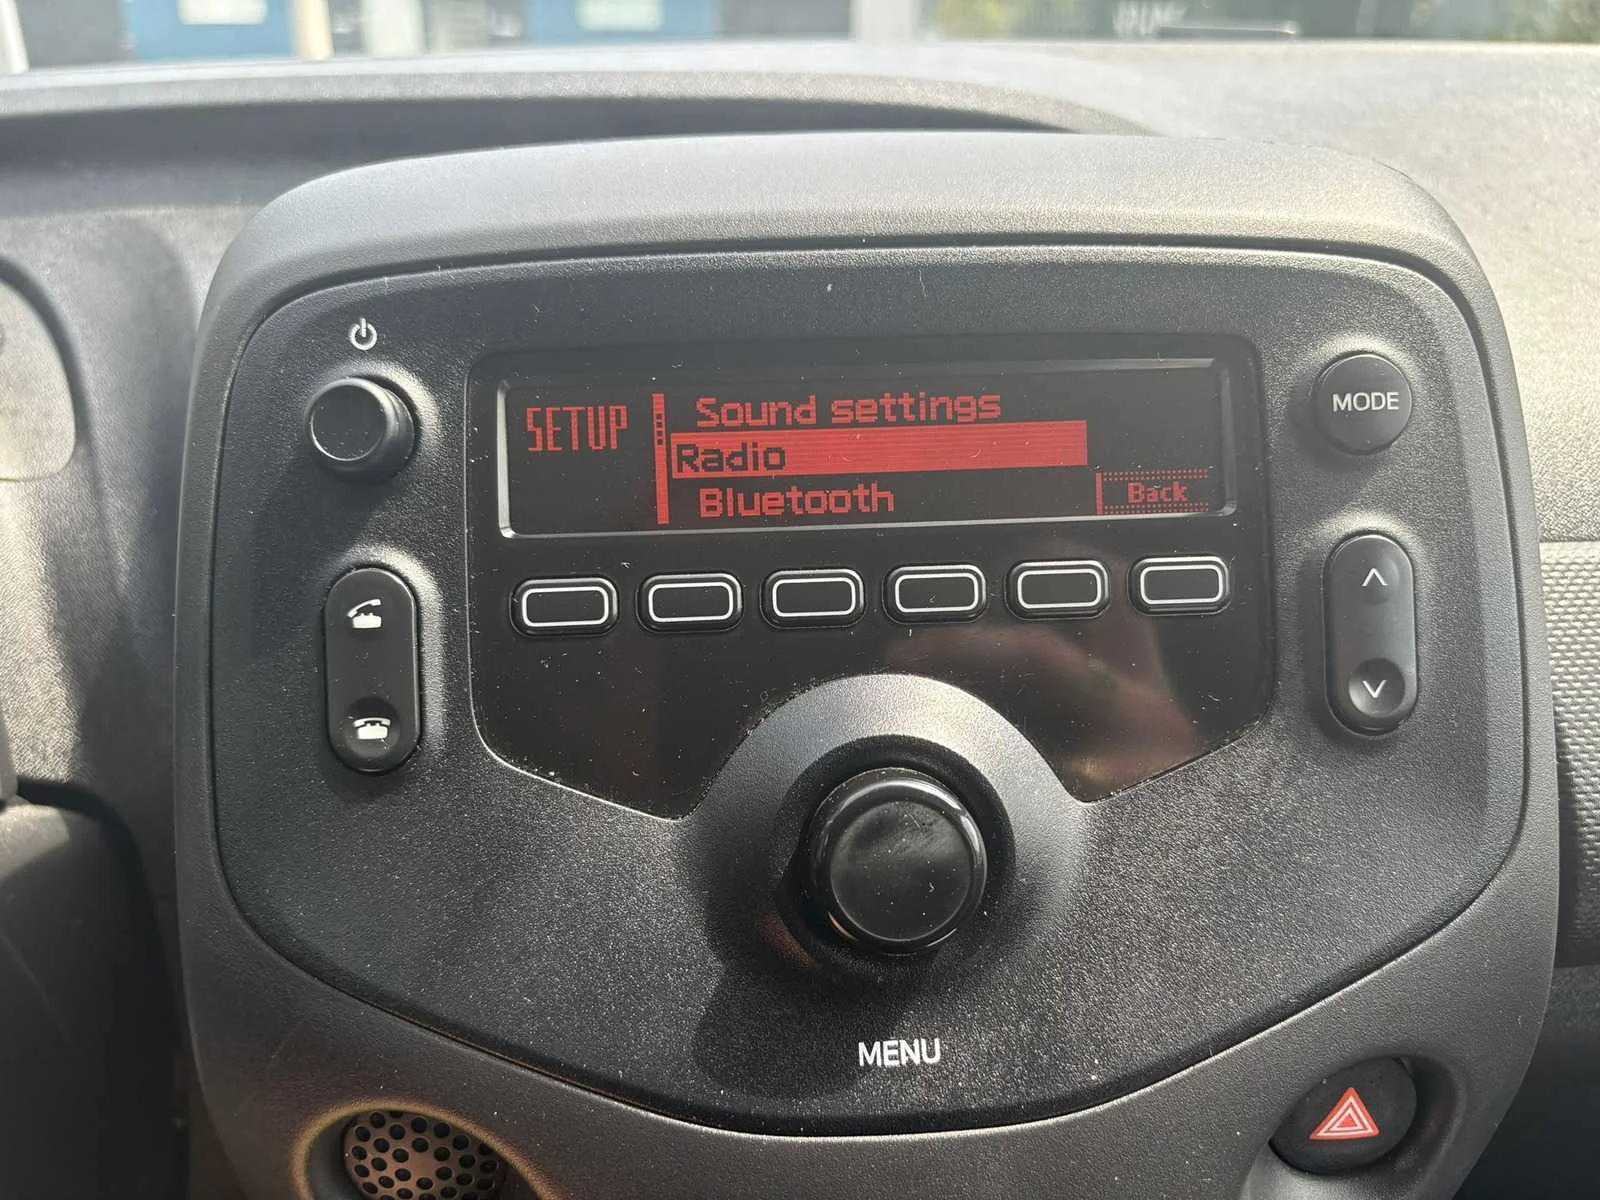 SETUP
Sound settings
Radio
Bluetooth
Back
MODE
MENU